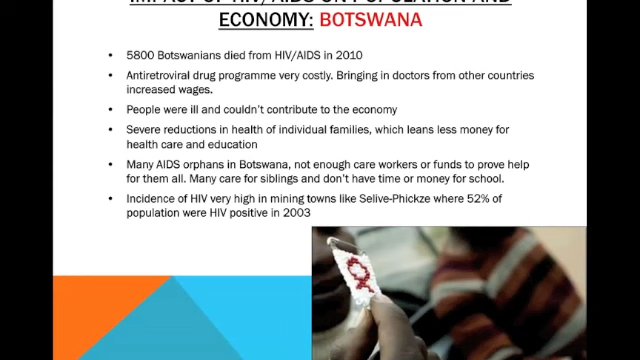 IMPACT OF HIV/AIDS ON POPULATION AND
ECONOMY: BOTSWANA
• 5800 Botswanians died from HIV/AIDS in 2010
• Antiretroviral drug programme very costly. Bringing in doctors from other countries
increased wages.
• People were ill and couldn't contribute to the economy
• Severe reductions in health of individual families, which leans less money for
health care and education
• Many AIDS orphans in Botswana, not enough care workers or funds to prove help
for them all. Many care for siblings and don't have time or money for school.
• Incidence of HIV very high in mining towns like Selive-Phickze where 52% of
population were HIV positive in 2003